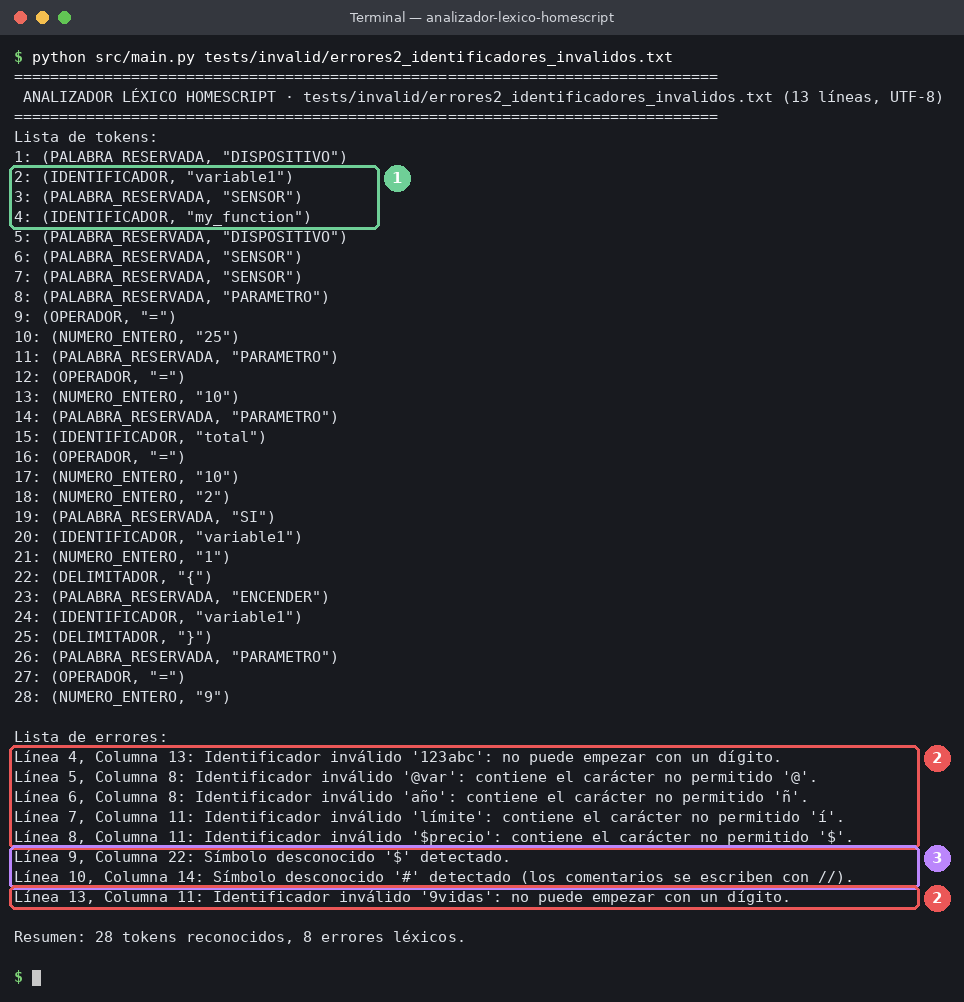 Terminal — analizador-lexico-homescript
$ python src/main.py tests/invalid/errores2_identificadores_invalidos.txt
==============================================================================
ANALIZADOR LÉXICO HOMESCRIPT · tests/invalid/errores2_identificadores_invalidos.txt (13 líneas, UTF-8)
==============================================================================
Lista de tokens:
1: (PALABRA_RESERVADA, "DISPOSITIVO")
2: (IDENTIFICADOR, "variable1") 1
3: (PALABRA_RESERVADA, "SENSOR")
4: (IDENTIFICADOR, "my_function")
5: (PALABRA_RESERVADA, "DISPOSITIVO")
6: (PALABRA_RESERVADA, "SENSOR")
7: (PALABRA_RESERVADA, "SENSOR")
8: (PALABRA_RESERVADA, "PARAMETRO")
9: (OPERADOR, "=")
10: (NUMERO_ENTERO, "25")
11: (PALABRA_RESERVADA, "PARAMETRO")
12: (OPERADOR, "=")
13: (NUMERO_ENTERO, "10")
14: (PALABRA_RESERVADA, "PARAMETRO")
15: (IDENTIFICADOR, "total")
16: (OPERADOR, "=")
17: (NUMERO_ENTERO, "10")
18: (NUMERO_ENTERO, "2")
19: (PALABRA_RESERVADA, "SI")
20: (IDENTIFICADOR, "variable1")
21: (NUMERO_ENTERO, "1")
22: (DELIMITADOR, "{")
23: (PALABRA_RESERVADA, "ENCENDER")
24: (IDENTIFICADOR, "variable1")
25: (DELIMITADOR, "}")
26: (PALABRA_RESERVADA, "PARAMETRO")
27: (OPERADOR, "=")
28: (NUMERO_ENTERO, "9")
Lista de errores:
Línea 4, Columna 13: Identificador inválido '123abc': no puede empezar con un dígito. 2
Línea 5, Columna 8: Identificador inválido '@var': contiene el carácter no permitido '@'.
Línea 6, Columna 8: Identificador inválido 'año': contiene el carácter no permitido 'ñ'.
Línea 7, Columna 11: Identificador inválido 'límite': contiene el carácter no permitido 'í'.
Línea 8, Columna 11: Identificador inválido '$precio': contiene el carácter no permitido '$'.
Línea 9, Columna 22: Símbolo desconocido '$' detectado. 3
Línea 10, Columna 14: Símbolo desconocido '#' detectado (los comentarios se escriben con //).
Línea 13, Columna 11: Identificador inválido '9vidas': no puede empezar con un dígito. 2
Resumen: 28 tokens reconocidos, 8 errores léxicos.
$